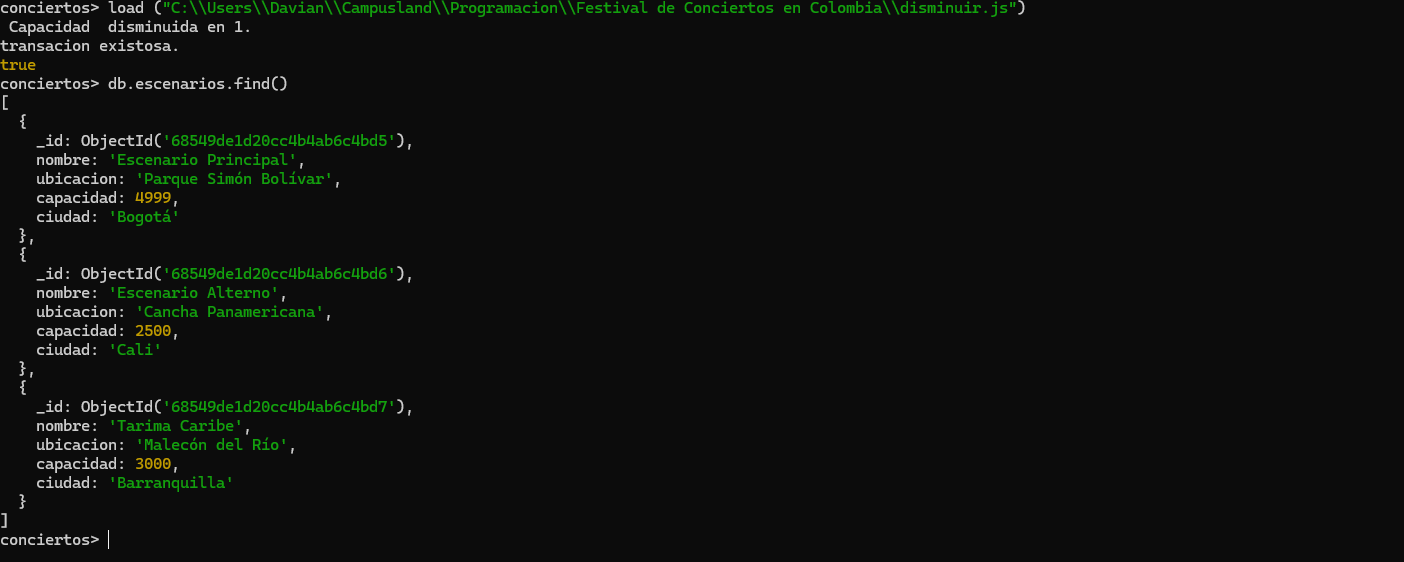 conciertos> load ("C:\\Users\\Davian\\Campusland\\Programacion\\Festival de Conciertos en Colombia\\disminuir.js")
 Capacidad  disminuida en 1.
transacion existosa.
true
conciertos> db.escenarios.find()
[
  {
    _id: ObjectId('68549de1d20cc4b4ab6c4bd5'),
    nombre: 'Escenario Principal',
    ubicacion: 'Parque Simón Bolívar',
    capacidad: 4999,
    ciudad: 'Bogotá'
  },
  {
    _id: ObjectId('68549de1d20cc4b4ab6c4bd6'),
    nombre: 'Escenario Alterno',
    ubicacion: 'Cancha Panamericana',
    capacidad: 2500,
    ciudad: 'Cali'
  },
  {
    _id: ObjectId('68549de1d20cc4b4ab6c4bd7'),
    nombre: 'Tarima Caribe',
    ubicacion: 'Malecón del Río',
    capacidad: 3000,
    ciudad: 'Barranquilla'
  }
]
conciertos>